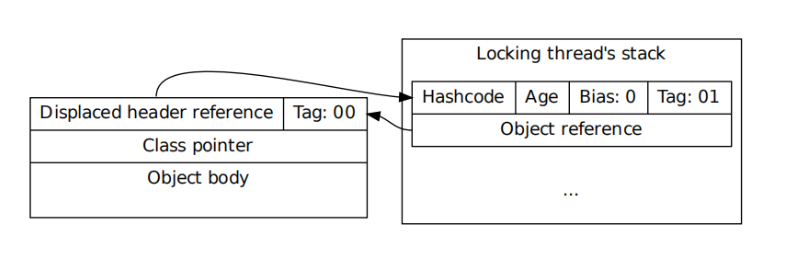 Locking thread's stack
Hashcode Age Bias: 0 Tag: 01
Displaced header reference Tag: 00
Object reference
Class pointer
Object body
...